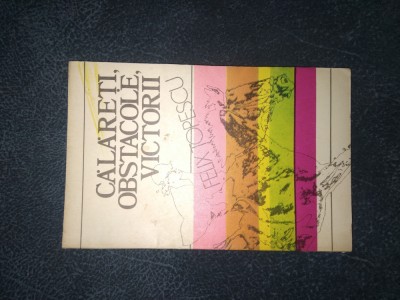 CĂLĂREȚI,
OBSTACOLE,
VICTORII
FELIX ȚOPESCU